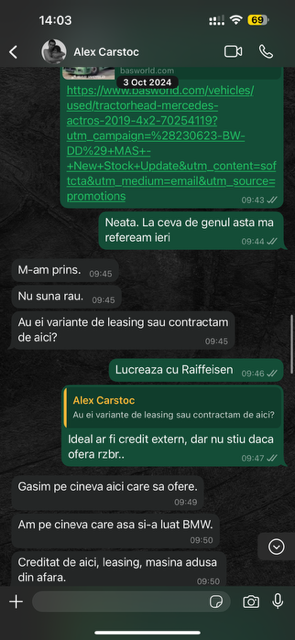 14:03
69
Alex Carstoc
basworld.com
3 Oct 2024
https://www.basworld.com/vehicles/
used/tractorhead-mercedes-
actros-2019-4x2-70254119?
utm_campaign=%28230623-BW-
DD%29+MAS+-
+New+Stock+Update&utm_content=sof
tcta&utm_medium=email&utm_source=
promotions
09:43
Neata. La ceva de genul asta ma
refeream ieri
09:44
M-am prins. 09:45
Nu suna rau. 09:45
Au ei variante de leasing sau contractam
de aici?
09:45
Lucreaza cu Raiffeisen 09:46
Alex Carstoc
Au ei variante de leasing sau contractam de aici?
Ideal ar fi credit extern, dar nu stiu daca
ofera rzbr..
09:47
Gasim pe cineva aici care sa ofere.
09:49
Am pe cineva care asa si-a luat BMW.
09:50
Creditat de aici, leasing, masina adusa
din afara.
09:50